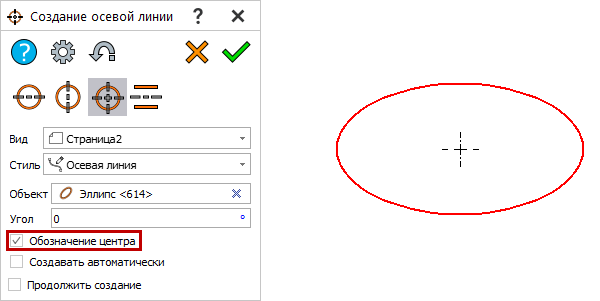 Создание осевой линии ?
?
Вид Страница2
Стиль Осевая линия
Объект Эллипс <614>
Угол 0 °
Обозначение центра
Создавать автоматически
Продолжить создание